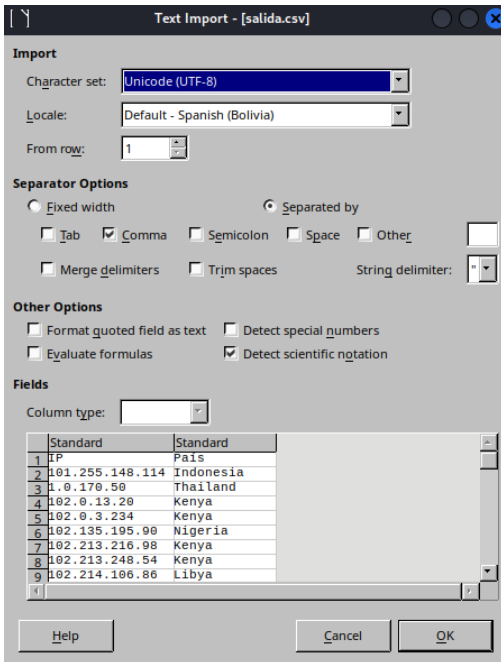 Text Import - [salida.csv]
Import
Character set: Unicode (UTF-8)
Locale: Default - Spanish (Bolivia)
From row: 1
Separator Options
Fixed width Separated by
Tab Comma Semicolon Space Other
Merge delimiters Trim spaces String delimiter: "
Other Options
Format quoted field as text Detect special numbers
Evaluate formulas Detect scientific notation
Fields
Column type:
Standard Standard
1 IP País
2 101.255.148.114 Indonesia
3 1.0.170.50 Thailand
4 102.0.13.20 Kenya
5 102.0.3.234 Kenya
6 102.135.195.90 Nigeria
7 102.213.216.98 Kenya
8 102.213.248.54 Kenya
9 102.214.106.86 Libya
Help Cancel OK